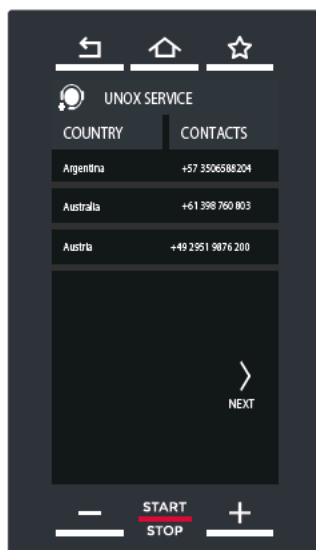 UNOX SERVICE
COUNTRY CONTACTS
Argentina +57 3506588204
Australia +61 398 760 803
Austria +49 2951 9876 200
NEXT
START
STOP